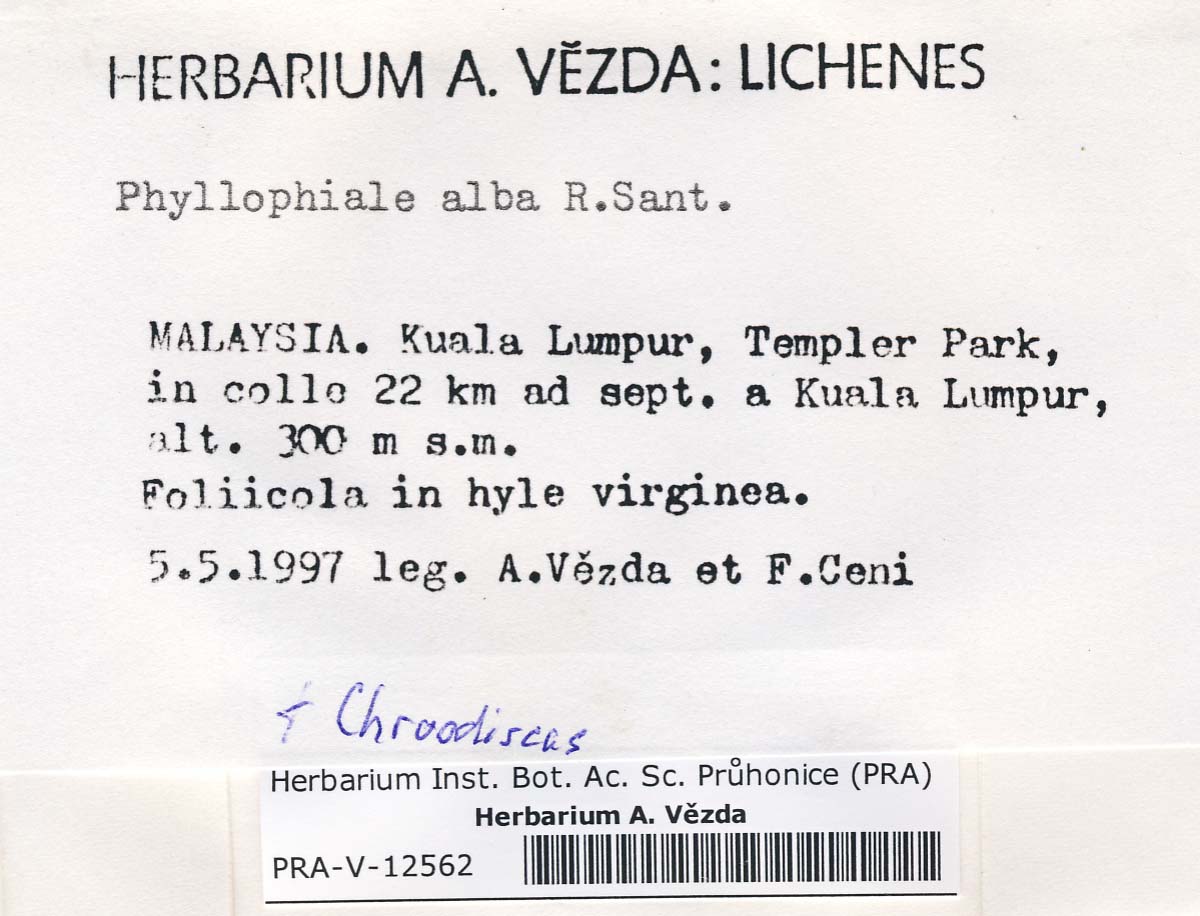 HERBARIUM A. VĚZDA: LICHENES
Phyllophiale alba R.Sant.
MALAYSIA. Kuala Lumpur, Templer Park,
in colle 22 km ad sept. a Kuala Lumpur,
alt. 300 m s.m.
Foliicola in hyle virginea.
5.5.1997 leg. A.Vězda et F.Ceni
+ Chroodiscus
Herbarium Inst. Bot. Ac. Sc. Průhonice (PRA)
Herbarium A. Vězda
PRA-V-12562